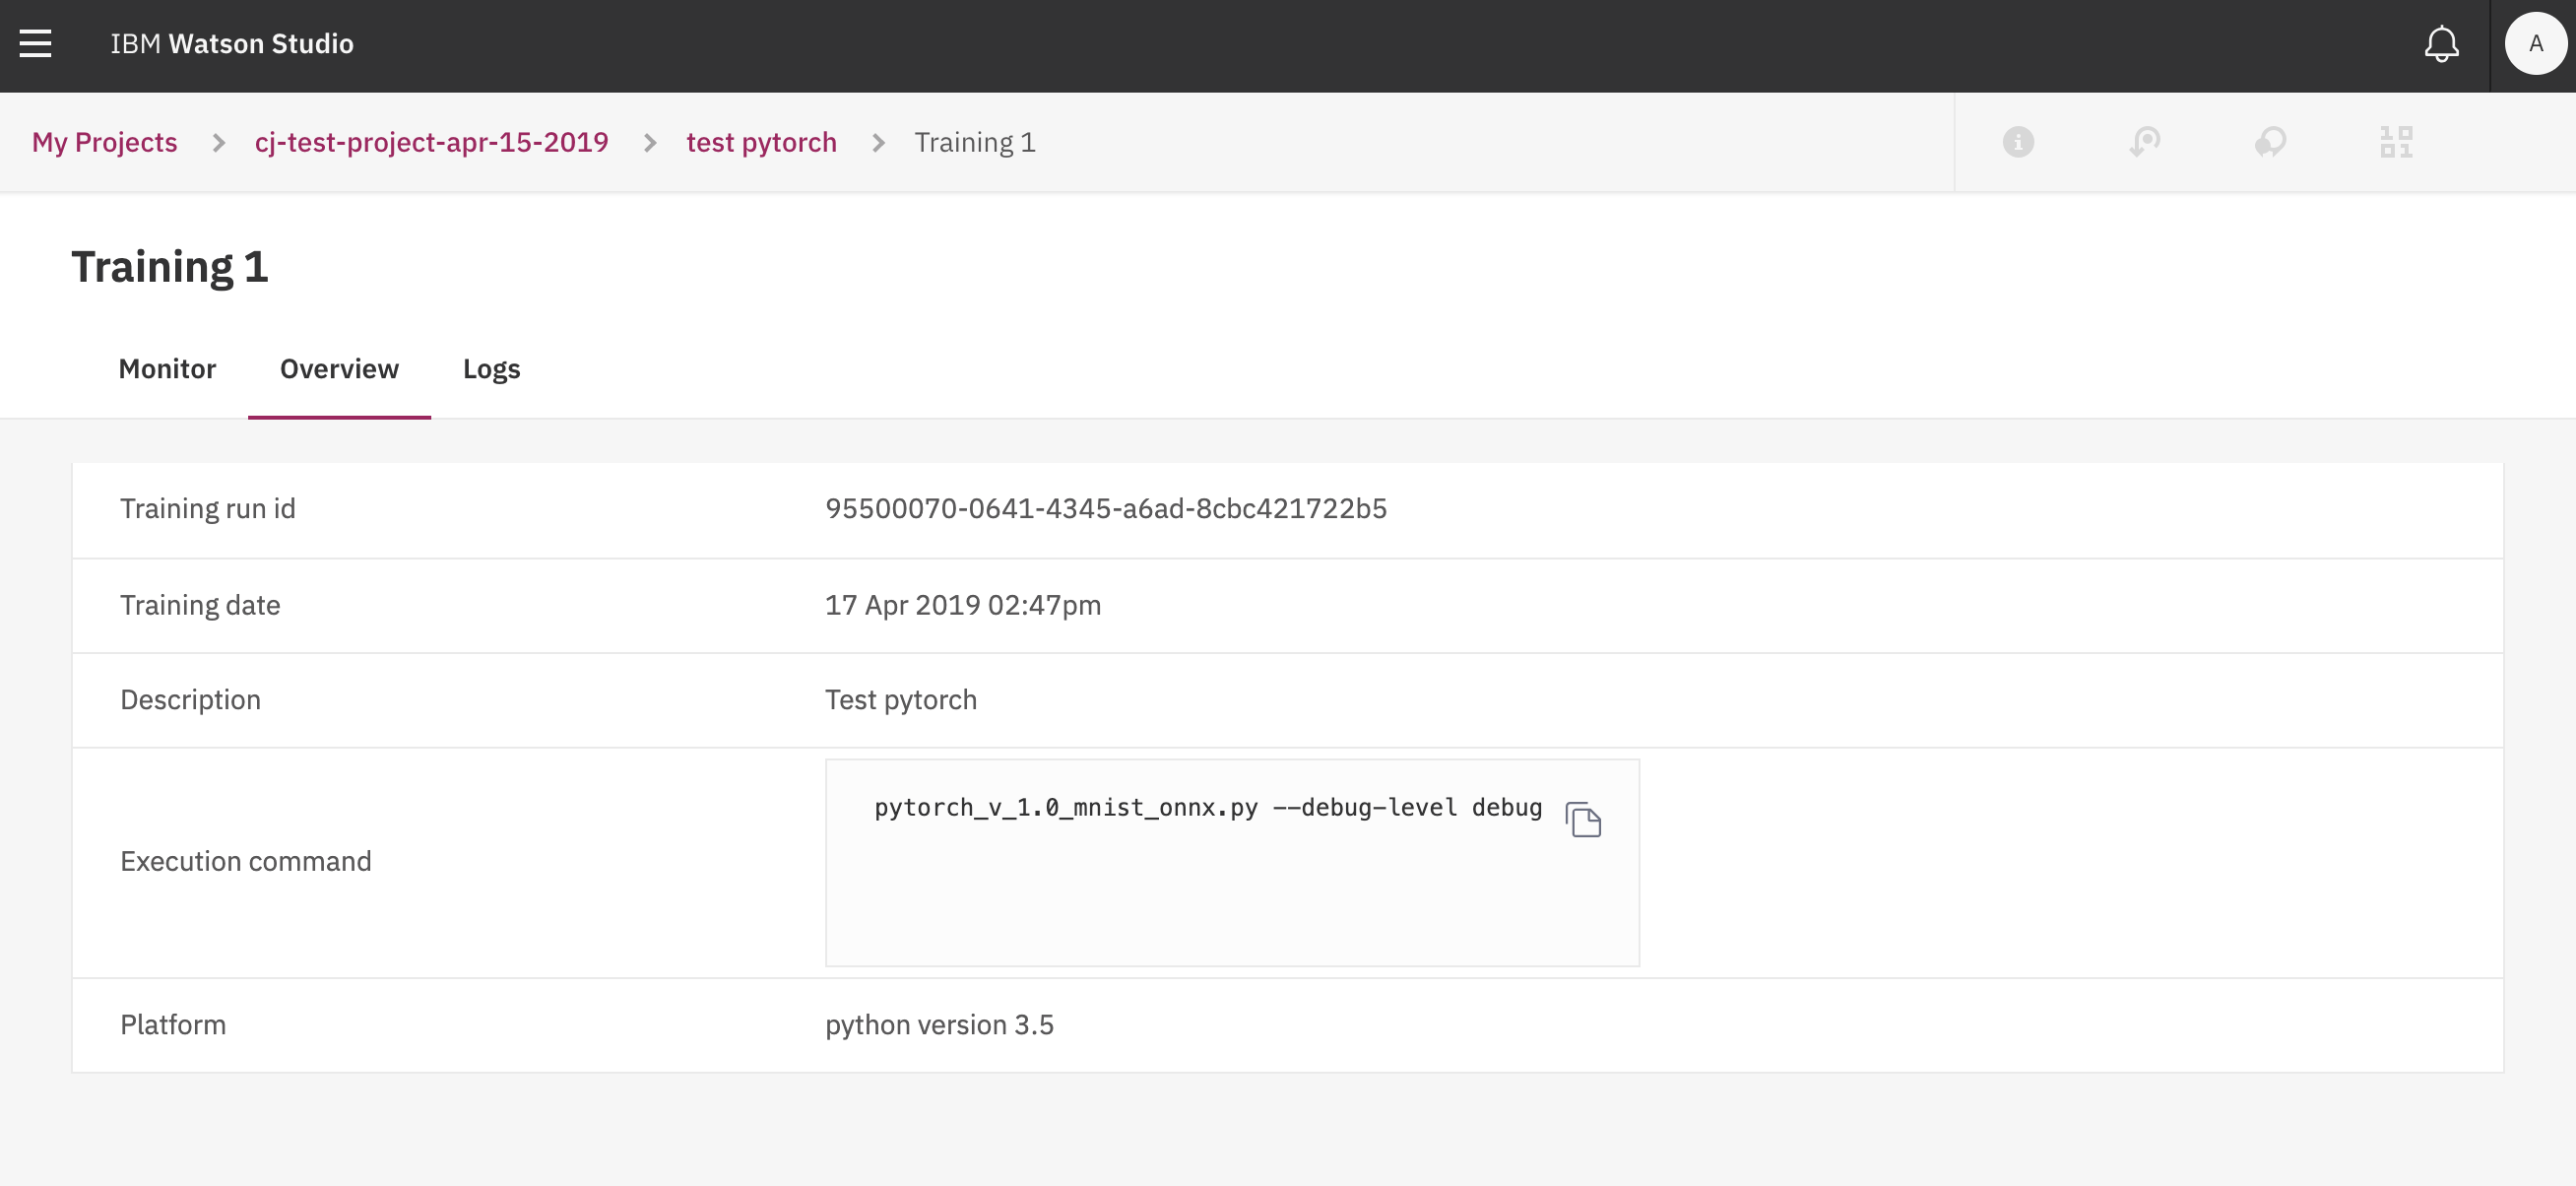 IBM Watson Studio
A
My Projects > cj-test-project-apr-15-2019 > test pytorch > Training 1
Training 1
Monitor Overview Logs
Training run id 95500070-0641-4345-a6ad-8cbc421722b5
Training date 17 Apr 2019 02:47pm
Description Test pytorch
Execution command pytorch_v_1.0_mnist_onnx.py --debug-level debug
Platform python version 3.5